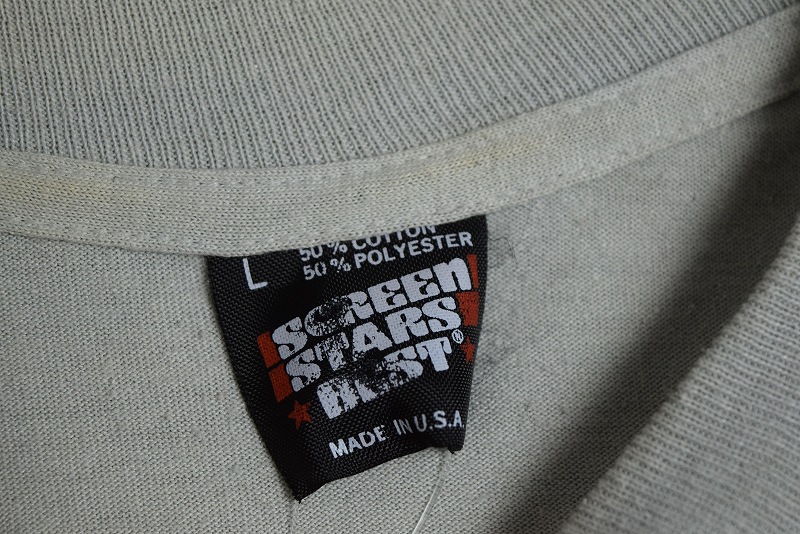 50% COTTON
L
50% POLYESTER
SCREEN
STARS
BEST®
MADE IN U.S.A.